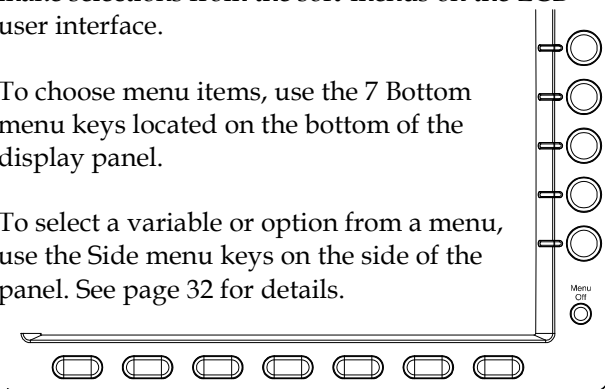 make selections from the soft-menus on the LCD
user interface.
To choose menu items, use the 7 Bottom
menu keys located on the bottom of the
display panel.
To select a variable or option from a menu,
use the Side menu keys on the side of the
panel. See page 32 for details.
Menu
Off